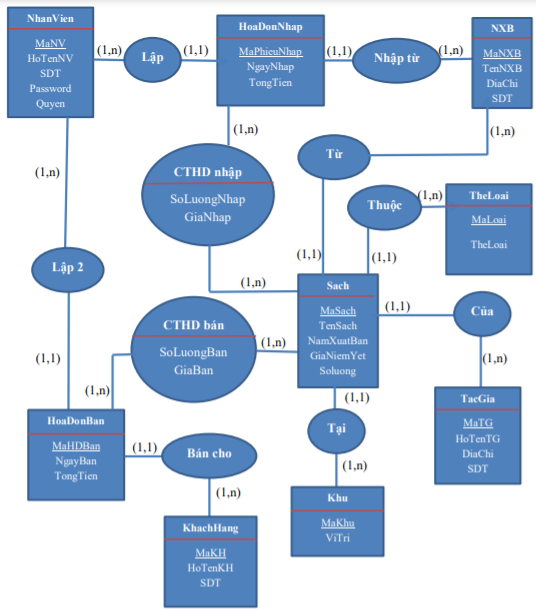 NhanVien
MaNV
HoTenNV
SDT
Password
Quyen
(1,n)
Lập
(1,1)
HoaDonNhap
MaPhieuNhap
NgayNhap
TongTien
(1,1)
Nhập từ
(1,n)
NXB
MaNXB
TenNXB
DiaChi
SDT
(1,n)
(1,n)
(1,n)
Từ
CTHD nhập
SoLuongNhap
GiaNhap
Thuộc
(1,n)
TheLoai
MaLoai
TheLoai
(1,1)
(1,1)
(1,n)
Lập 2
Sach
MaSach
TenSach
NamXuatBan
GiaNiemYet
Soluong
(1,1)
Của
CTHD bán
SoLuongBan
GiaBan
(1,n)
(1,1)
(1,n)
(1,n)
(1,1)
TacGia
MaTG
HoTenTG
DiaChi
SDT
HoaDonBan
MaHDBan
NgayBan
TongTien
(1,1)
Bán cho
Tại
(1,n)
(1,n)
Khu
MaKhu
ViTri
KhachHang
MaKH
HoTenKH
SDT